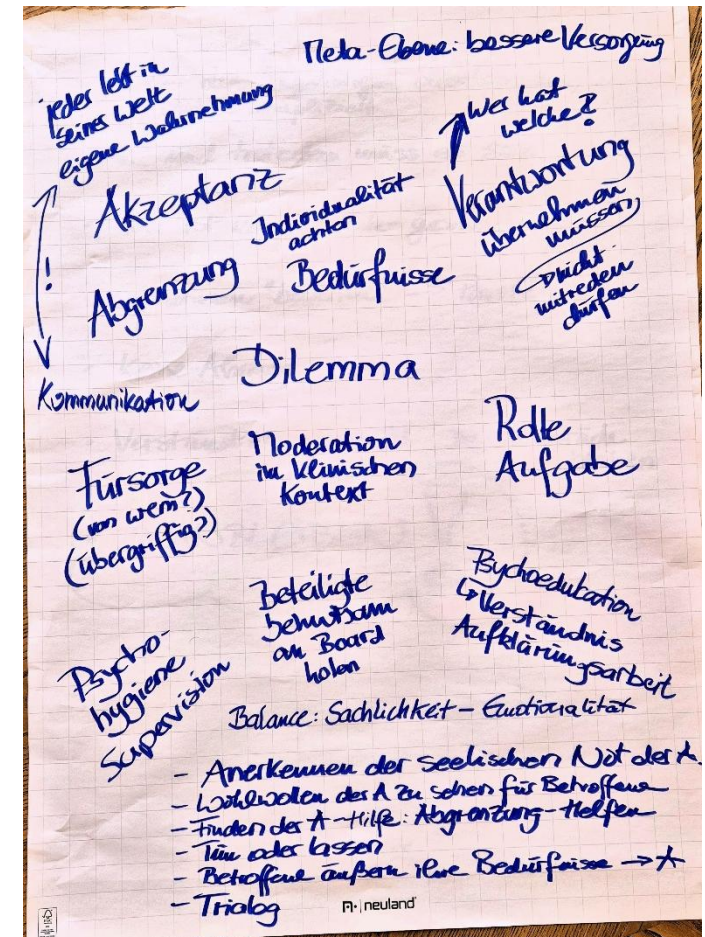 Meta-Ebene: bessere Versorgung
jeder lebt in
seiner Welt
eigene Wahrnehmung
Wer hat
welche?
Akzeptanz
Individualität
achten
Verantwortung
übernehmen
müssen,
nicht
mitreden
dürfen
!
Abgrenzung
Bedürfnisse
Dilemma
Kommunikation
Fürsorge
(von wem?)
(übergriffig?)
Moderation
im klinischen
Kontext
Rolle
Aufgabe
Psycho-
hygiene
Supervision
Beteiligte
behutsam
an Board
holen
Psychoedukation
↳ Verständnis
Aufklärungsarbeit
Balance: Sachlichkeit – Emotionalität
- Anerkennen der seelischen Not der A.
- Wohlwollen der A zu sehen für Betroffene
- Finden der A-Hilfe: Abgrenzung - Helfen
- Tun oder lassen
- Betroffene äußern ihre Bedürfnisse → A
- Trialog
neuland